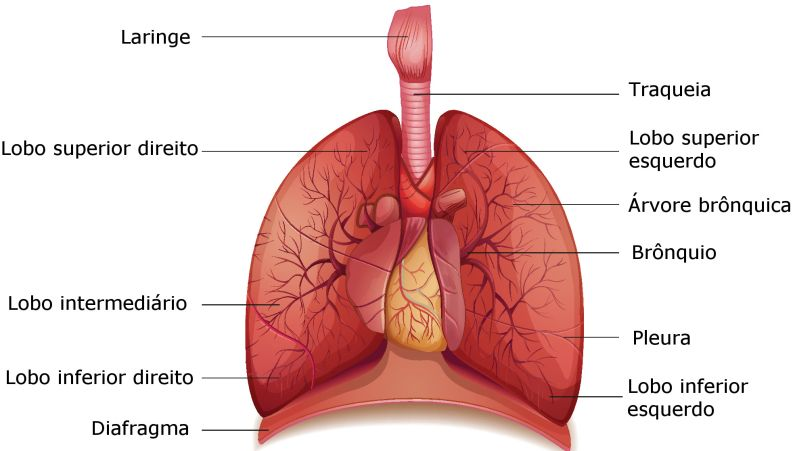 Laringe
Traqueia
Lobo superior direito
Lobo superior
esquerdo
Árvore brônquica
Brônquio
Lobo intermediário
Pleura
Lobo inferior direito
Lobo inferior
esquerdo
Diafragma